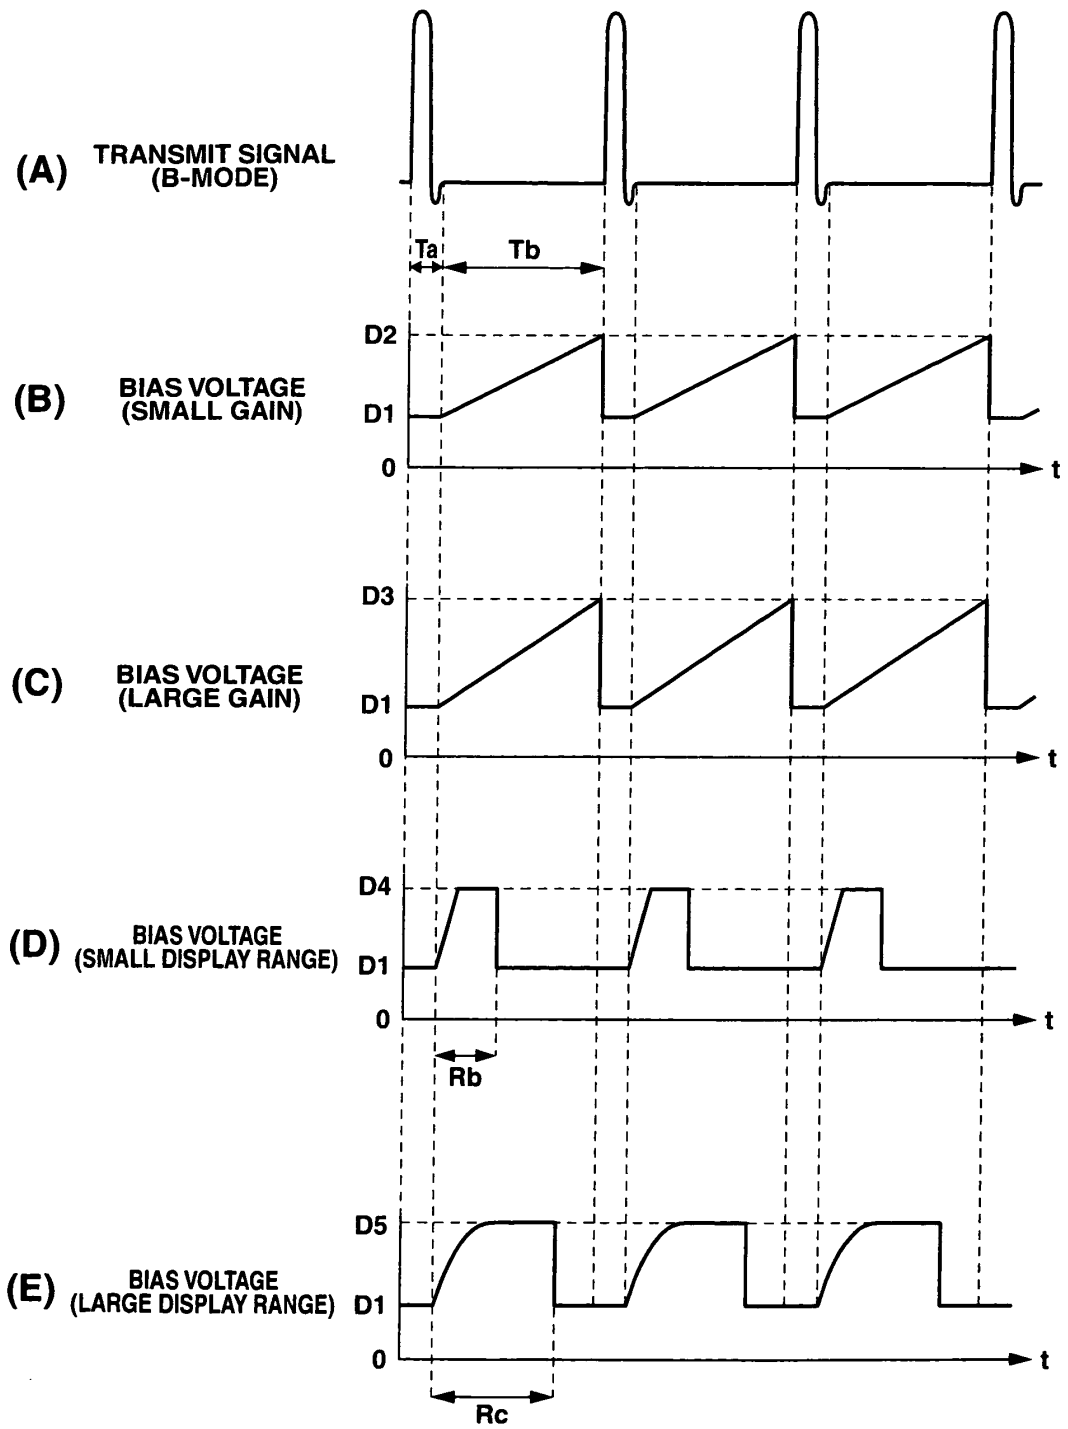 (A) TRANSMIT SIGNAL
(B-MODE)
Ta Tb
D2
(B) BIAS VOLTAGE
(SMALL GAIN)
D1
0 t
D3
(C) BIAS VOLTAGE
(LARGE GAIN)
D1
0 t
D4
(D) BIAS VOLTAGE
(SMALL DISPLAY RANGE)
D1
0 t
Rb
D5
(E) BIAS VOLTAGE
(LARGE DISPLAY RANGE)
D1
0 t
Rc